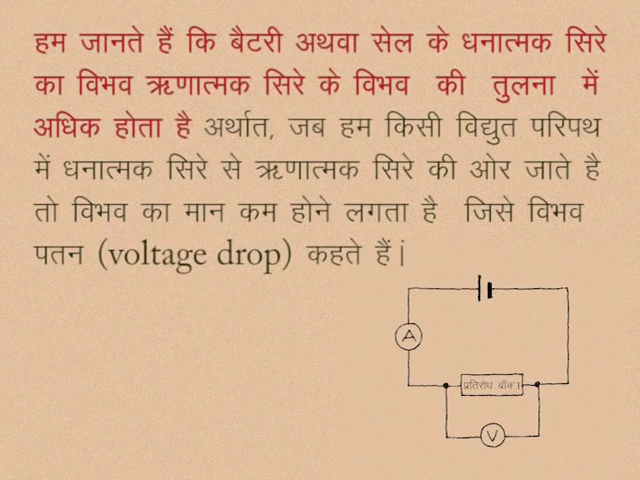 हम जानते हैं कि बैटरी अथवा सेल के धनात्मक सिरे
का विभव ऋणात्मक सिरे के विभव की तुलना में
अधिक होता है अर्थात, जब हम किसी विद्युत परिपथ
में धनात्मक सिरे से ऋणात्मक सिरे की ओर जाते है
तो विभव का मान कम होने लगता है जिसे विभव
पतन (voltage drop) कहते हैं।
A
प्रतिरोध बॉक्स
V